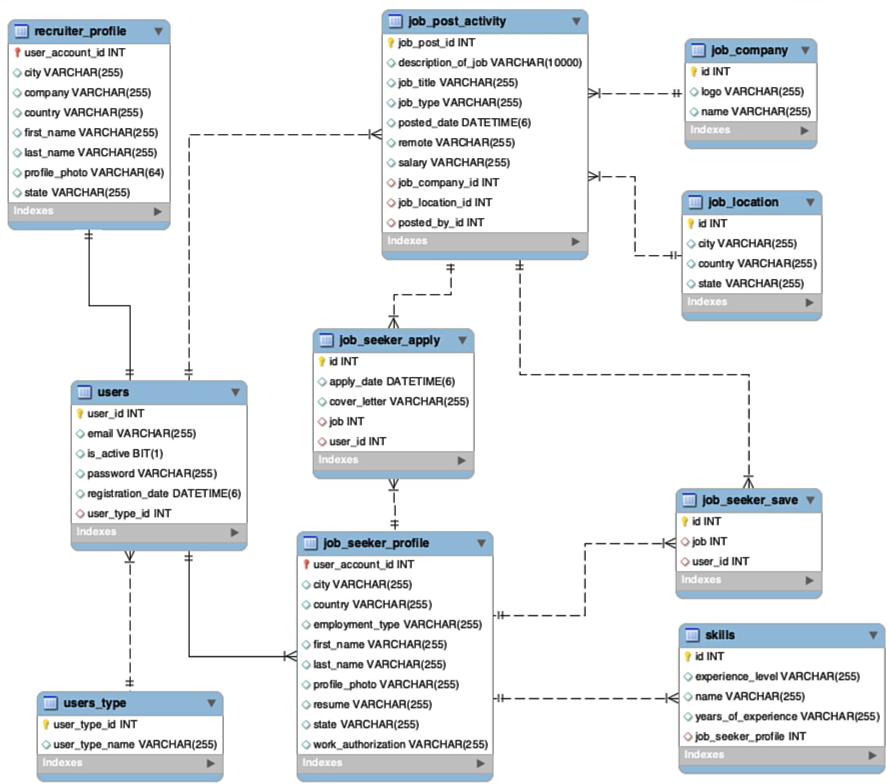 recruiter_profile
user_account_id INT
city VARCHAR(255)
company VARCHAR(255)
country VARCHAR(255)
first_name VARCHAR(255)
last_name VARCHAR(255)
profile_photo VARCHAR(64)
state VARCHAR(255)
Indexes
job_post_activity
job_post_id INT
description_of_job VARCHAR(10000)
job_title VARCHAR(255)
job_type VARCHAR(255)
posted_date DATETIME(6)
remote VARCHAR(255)
salary VARCHAR(255)
job_company_id INT
job_location_id INT
posted_by_id INT
Indexes
job_company
id INT
logo VARCHAR(255)
name VARCHAR(255)
Indexes
job_location
id INT
city VARCHAR(255)
country VARCHAR(255)
state VARCHAR(255)
Indexes
job_seeker_apply
id INT
apply_date DATETIME(6)
cover_letter VARCHAR(255)
job INT
user_id INT
Indexes
users
user_id INT
email VARCHAR(255)
is_active BIT(1)
password VARCHAR(255)
registration_date DATETIME(6)
user_type_id INT
Indexes
job_seeker_save
id INT
job INT
user_id INT
Indexes
job_seeker_profile
user_account_id INT
city VARCHAR(255)
country VARCHAR(255)
employment_type VARCHAR(255)
first_name VARCHAR(255)
last_name VARCHAR(255)
profile_photo VARCHAR(255)
resume VARCHAR(255)
state VARCHAR(255)
work_authorization VARCHAR(255)
Indexes
skills
id INT
experience_level VARCHAR(255)
name VARCHAR(255)
years_of_experience VARCHAR(255)
job_seeker_profile INT
Indexes
users_type
user_type_id INT
user_type_name VARCHAR(255)
Indexes